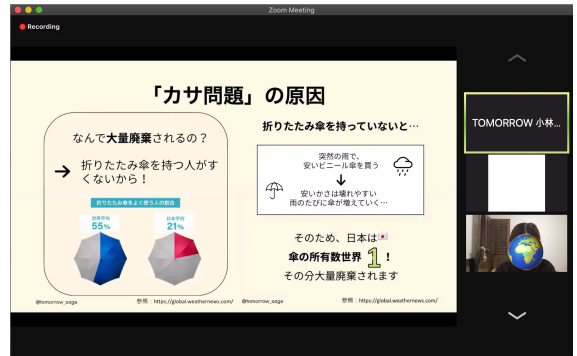 Zoom Meeting
Recording
「カサ問題」の原因
なんで大量廃棄されるの？
→ 折りたたみ傘を持つ人がす
くないから！
折りたたみ傘をよく使う人の割合
世界平均
55%
日本平均
21%
@tomorrow_sage
参照：https://global.weathernews.com/
折りたたみ傘を持っていないと…
突然の雨で、
安いビニール傘を買う
↓
安いかさは壊れやすい
雨のたびに傘が増えていく…
そのため、日本は🇯🇵
傘の所有数世界1！
その分大量廃棄されます
@tomorrow_sage
参照：https://global.weathernews.com/
TOMORROW 小林...